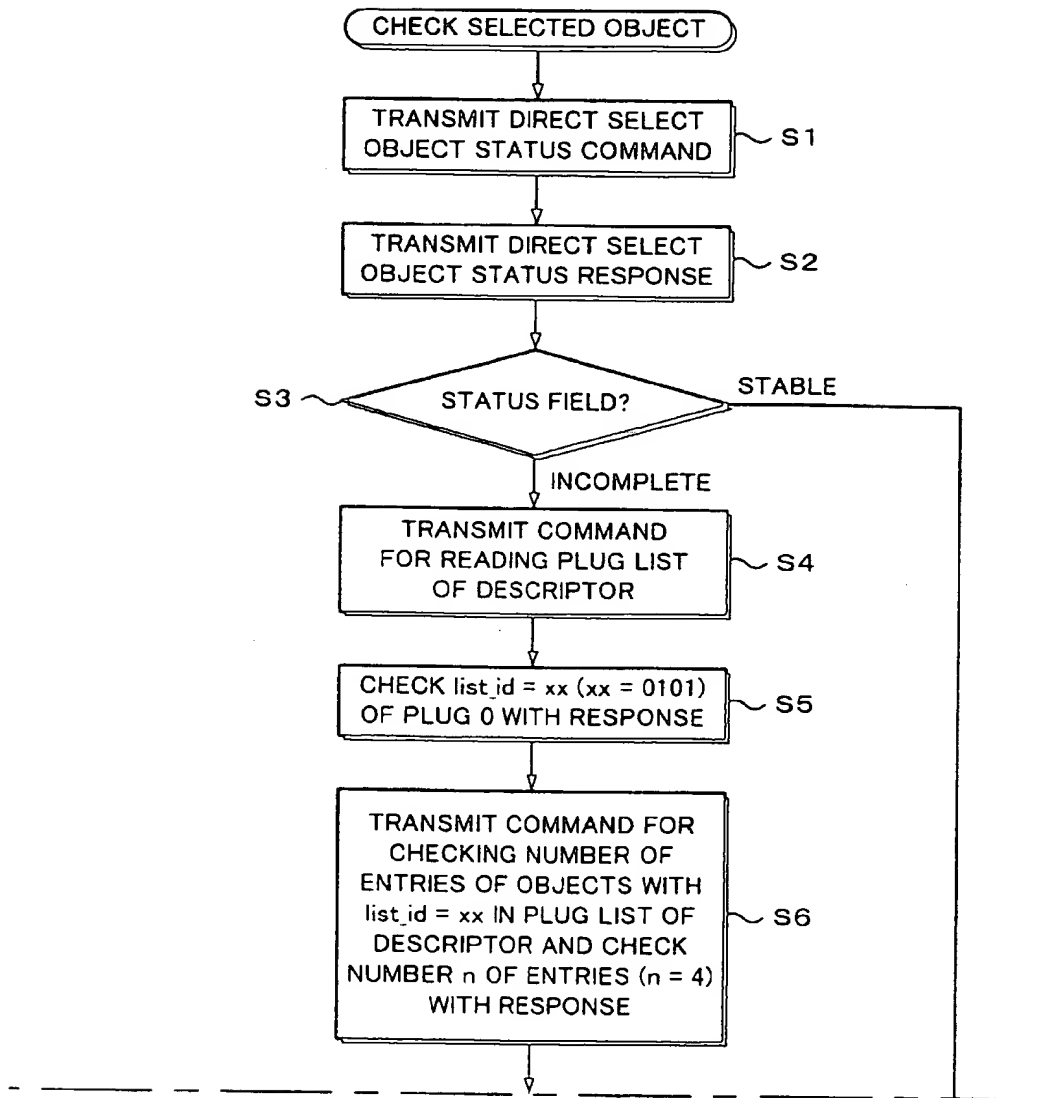 CHECK SELECTED OBJECT
TRANSMIT DIRECT SELECT
OBJECT STATUS COMMAND
S1
TRANSMIT DIRECT SELECT
OBJECT STATUS RESPONSE
S2
S3
STATUS FIELD?
STABLE
INCOMPLETE
TRANSMIT COMMAND
FOR READING PLUG LIST
OF DESCRIPTOR
S4
CHECK list_id = xx (xx = 0101)
OF PLUG 0 WITH RESPONSE
S5
TRANSMIT COMMAND FOR
CHECKING NUMBER OF
ENTRIES OF OBJECTS WITH
list_id = xx IN PLUG LIST OF
DESCRIPTOR AND CHECK
NUMBER n OF ENTRIES (n = 4)
WITH RESPONSE
S6